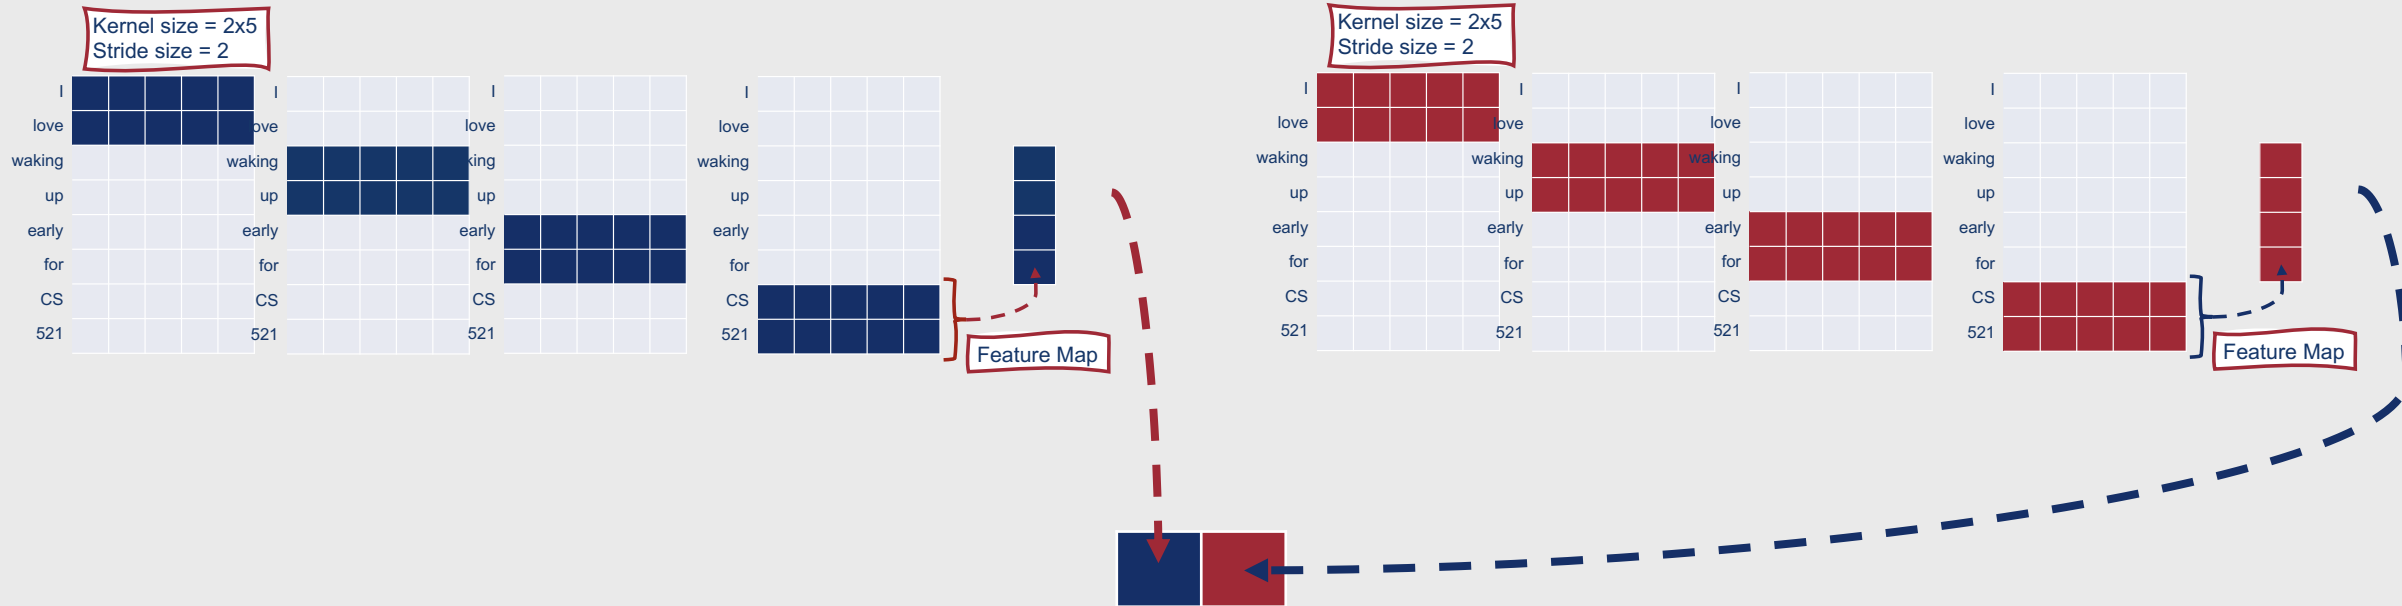 Kernel size = 2x5
Stride size = 2
I
love
waking
up
early
for
CS
521
I
ove
waking
up
early
for
CS
521
I
love
king
up
early
for
CS
521
I
love
waking
up
early
for
CS
521
Feature Map
Kernel size = 2x5
Stride size = 2
I
love
waking
up
early
for
CS
521
I
love
waking
up
early
for
CS
521
I
love
waking
up
early
for
CS
521
I
love
waking
up
early
for
CS
521
Feature Map